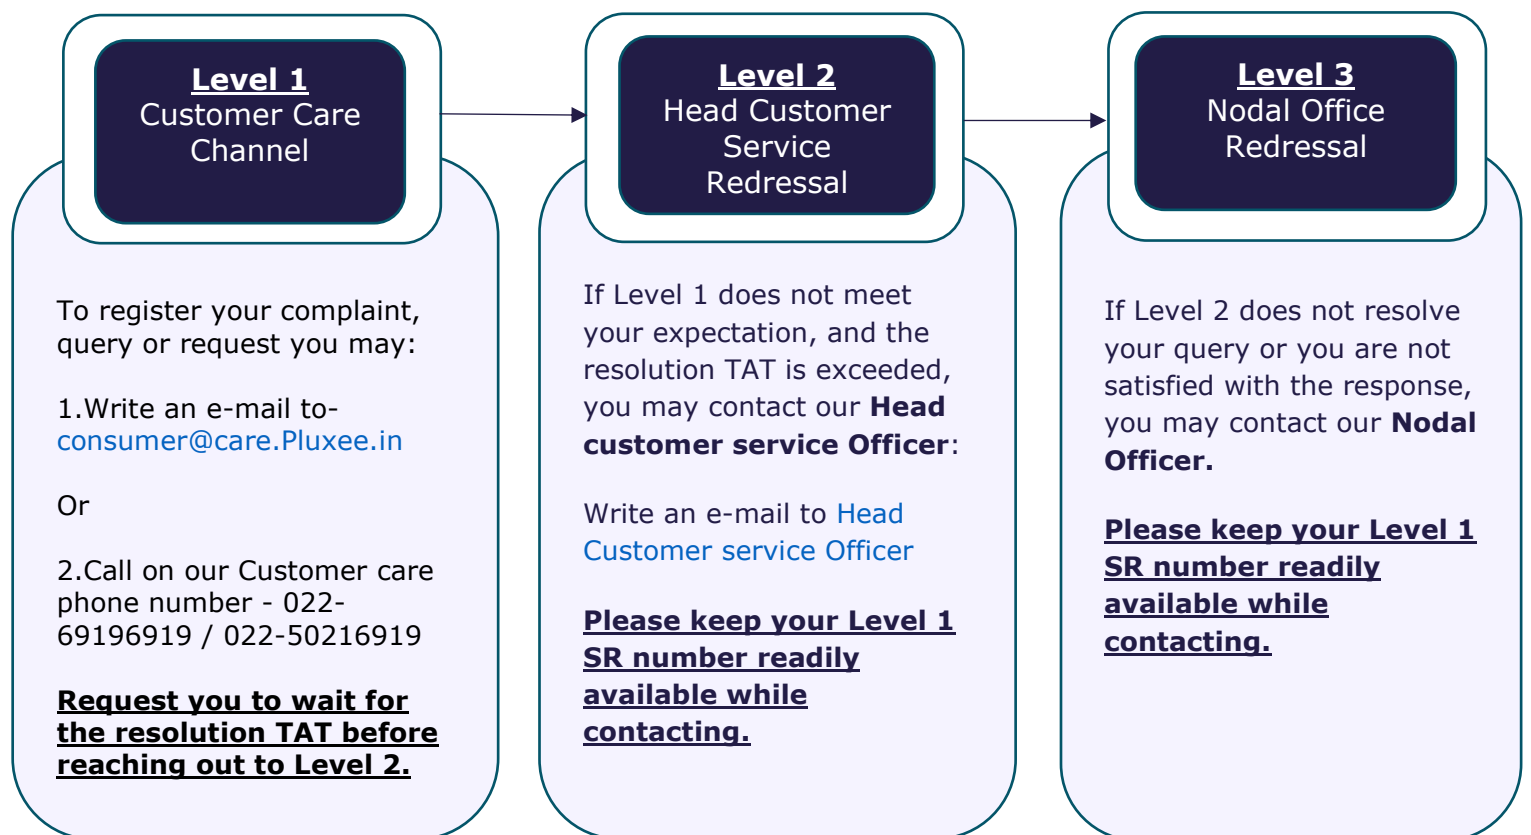 Level 1
Customer Care
Channel
To register your complaint,
query or request you may:
1.Write an e-mail to-
consumer@care.Pluxee.in
Or
2.Call on our Customer care
phone number - 022-
69196919 / 022-50216919
Request you to wait for
the resolution TAT before
reaching out to Level 2.
Level 2
Head Customer
Service
Redressal
If Level 1 does not meet
your expectation, and the
resolution TAT is exceeded,
you may contact our Head
customer service Officer:
Write an e-mail to Head
Customer service Officer
Please keep your Level 1
SR number readily
available while
contacting.
Level 3
Nodal Office
Redressal
If Level 2 does not resolve
your query or you are not
satisfied with the response,
you may contact our Nodal
Officer.
Please keep your Level 1
SR number readily
available while
contacting.